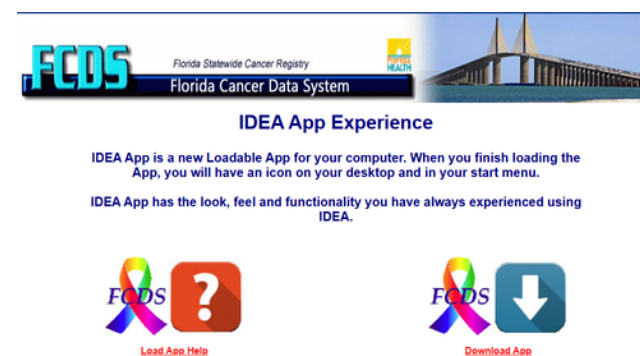 FCDS
Florida Statewide Cancer Registry
Florida
HEALTH
Florida Cancer Data System
IDEA App Experience
IDEA App is a new Loadable App for your computer. When you finish loading the
App, you will have an icon on your desktop and in your start menu.
IDEA App has the look, feel and functionality you have always experienced using
IDEA.
FCDS ?
FCDS
Load App Help
Download App